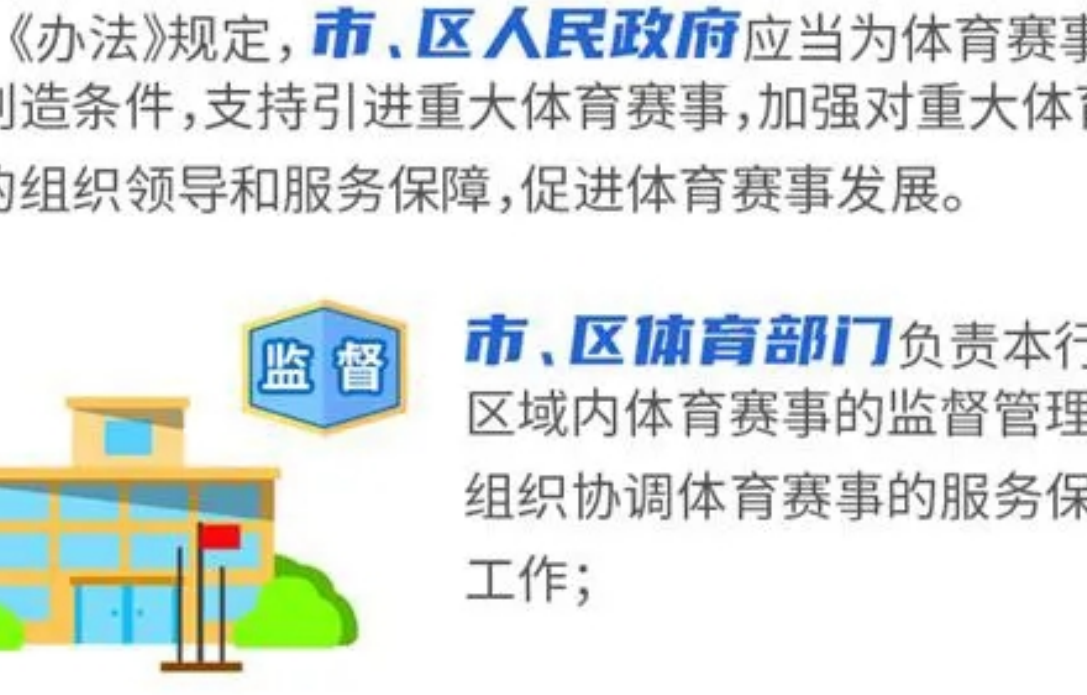 《办法》规定，市、区人民政府应当为体育赛事
造条件，支持引进重大体育赛事，加强对重大体
组织领导和服务保障，促进体育赛事发展。
监督
市、区体育部门负责本行
区域内体育赛事的监督管理
组织协调体育赛事的服务保
工作；